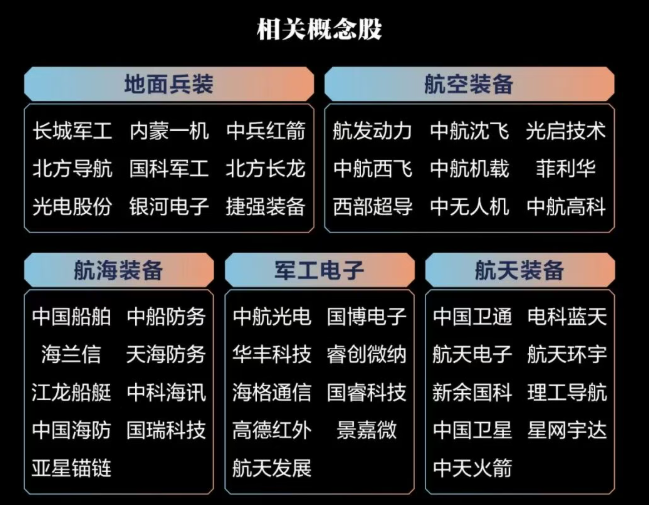 相关概念股
地面兵装
长城军工 内蒙一机 中兵红箭
北方导航 国科军工 北方长龙
光电股份 银河电子 捷强装备
航空装备
航发动力 中航沈飞 光启技术
中航西飞 中航机载 菲利华
西部超导 中无人机 中航高科
航海装备
中国船舶 中船防务
海兰信 天海防务
江龙船艇 中科海讯
中国海防 国瑞科技
亚星锚链
军工电子
中航光电 国博电子
华丰科技 睿创微纳
海格通信 国睿科技
高德红外 景嘉微
航天发展
航天装备
中国卫通 电科蓝天
航天电子 航天环宇
新余国科 理工导航
中国卫星 星网宇达
中天火箭